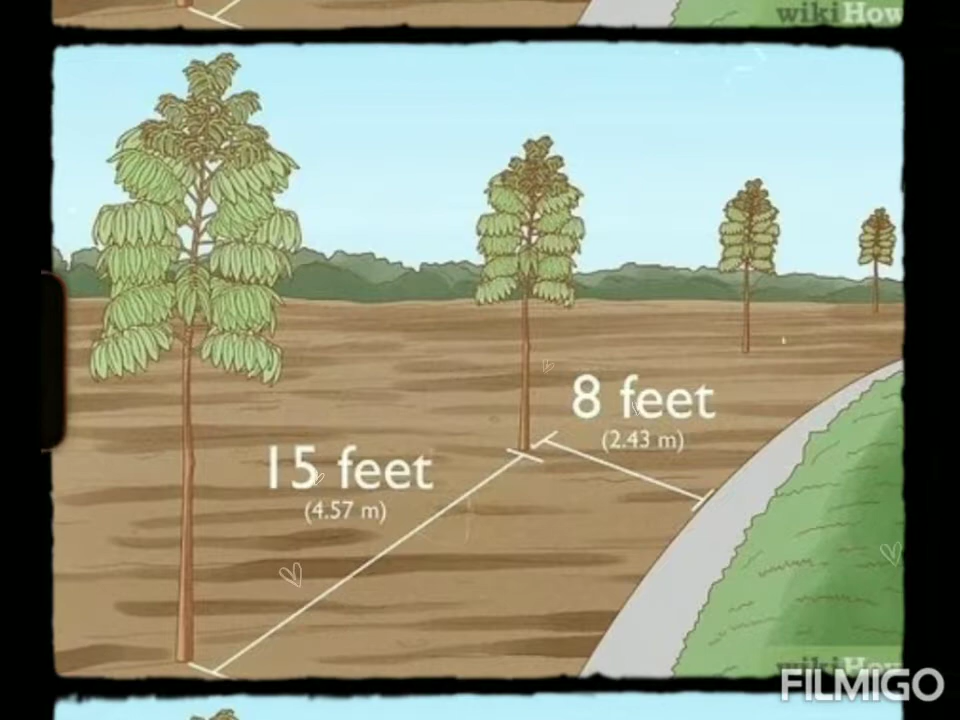 wikiHow
8 feet
(2.43 m)
15 feet
(4.57 m)
wikiHow
FILMIGO